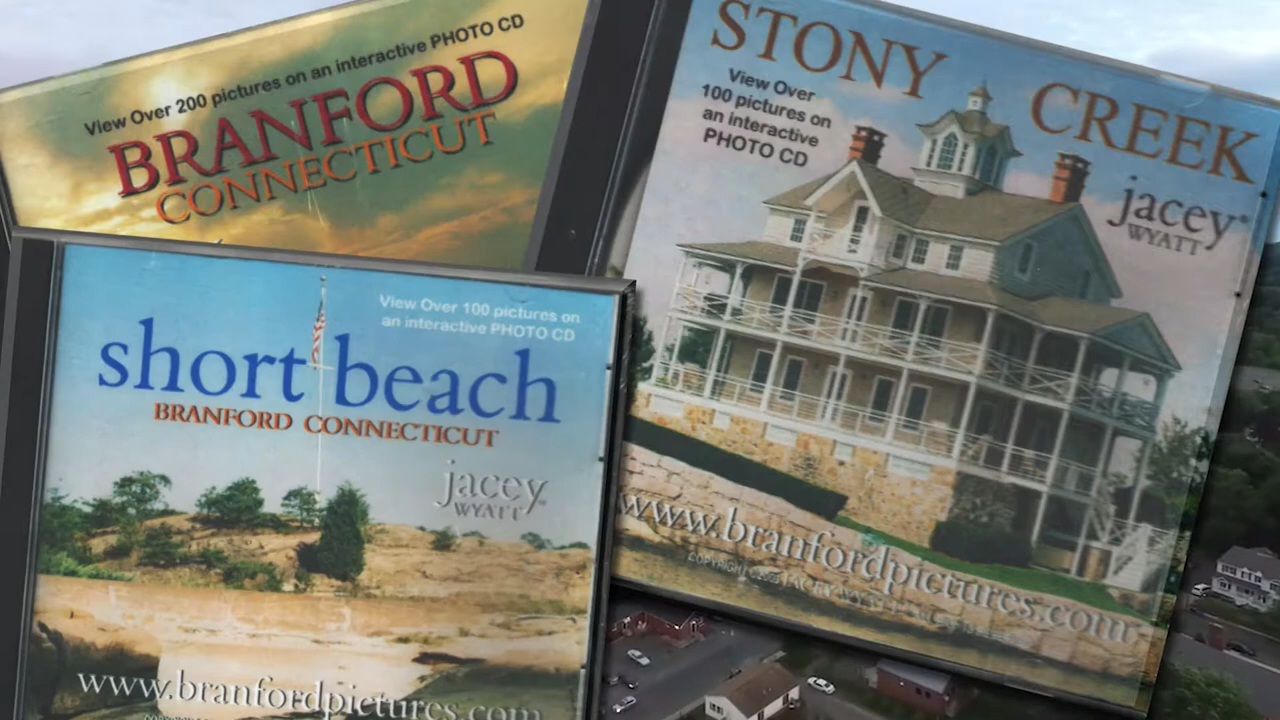 View Over 200 pictures on an interactive PHOTO CD
BRANFORD
CONNECTICUT
STONY CREEK
View Over
100 pictures on
an interactive
PHOTO CD
jacey
WYATT
www.branfordpictures.com
View Over 100 pictures on
an interactive PHOTO CD
short beach
BRANFORD CONNECTICUT
jacey
WYATT
www.branfordpictures.com